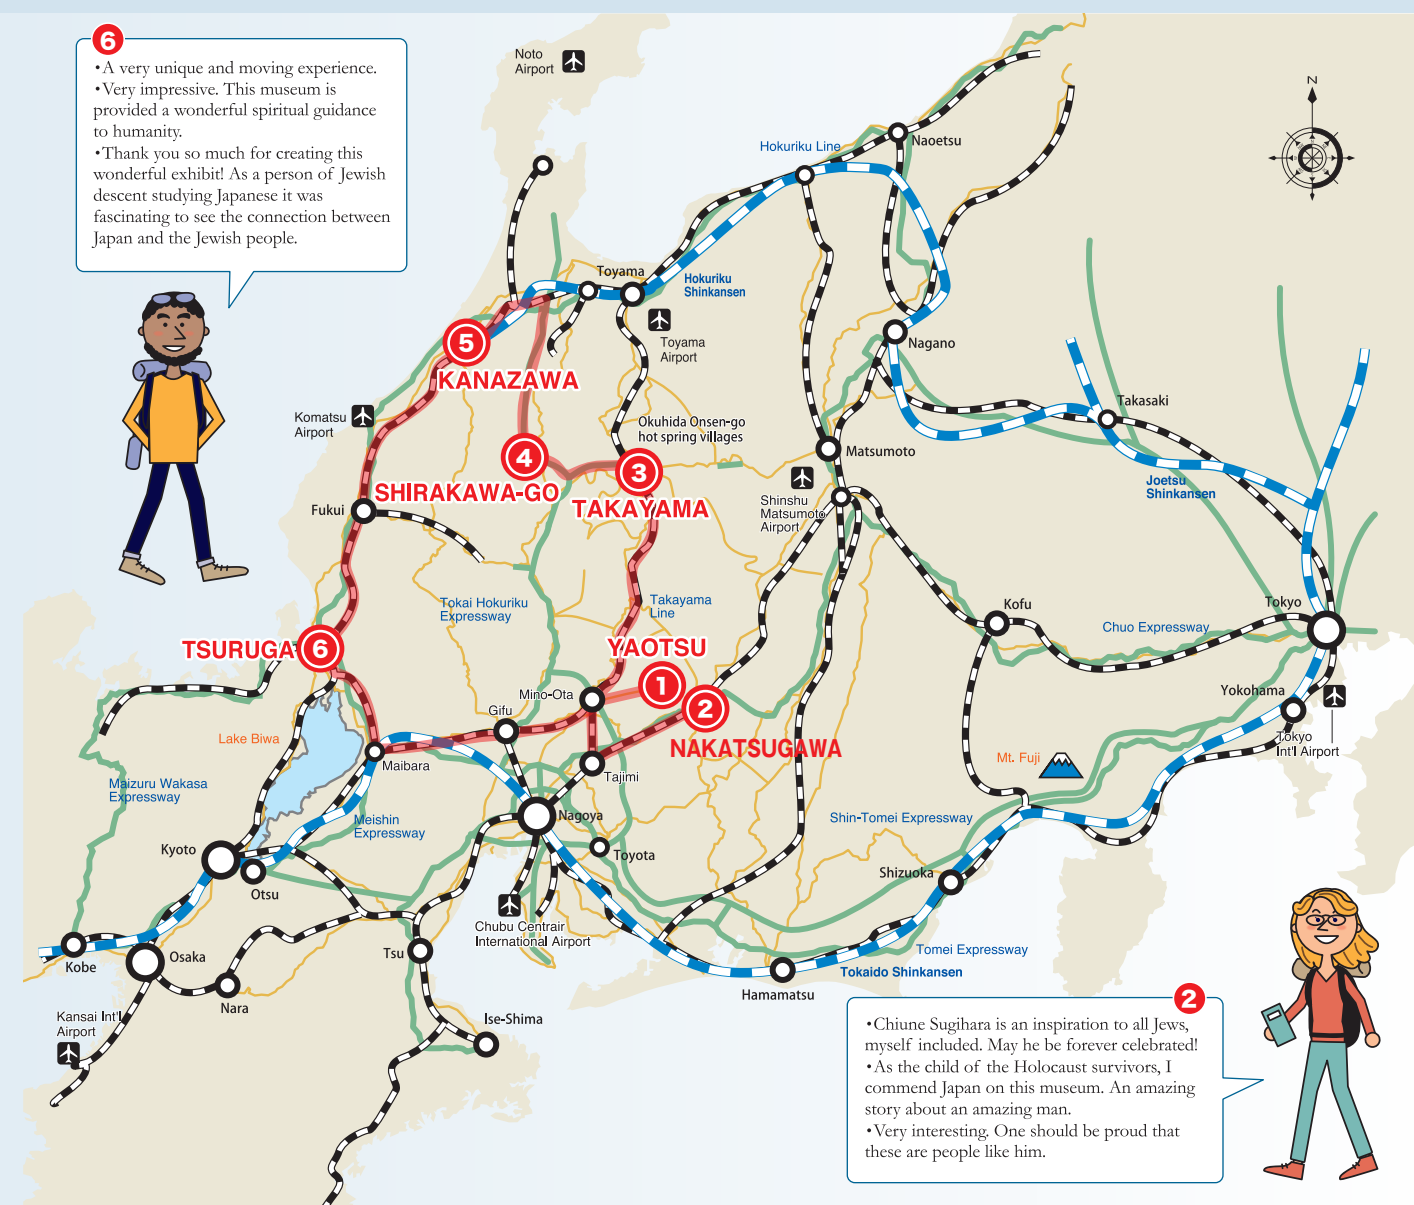 6
•A very unique and moving experience.
•Very impressive. This museum is
provided a wonderful spiritual guidance
to humanity.
•Thank you so much for creating this
wonderful exhibit! As a person of Jewish
descent studying Japanese it was
fascinating to see the connection between
Japan and the Jewish people.
Noto
Airport
N
Hokuriku Line
Naoetsu
Toyama
Hokuriku
Shinkansen
Toyama
Airport
Nagano
5
KANAZAWA
Komatsu
Airport
Okuhida Onsen-go
hot spring villages
Takasaki
4
SHIRAKAWA-GO
3
TAKAYAMA
Matsumoto
Shinshu
Matsumoto
Airport
Joetsu
Shinkansen
Fukui
Tokai Hokuriku
Expressway
Takayama
Line
Kofu
Tokyo
Chuo Expressway
TSURUGA
6
YAOTSU
1
Mino-Ota
2
NAKATSUGAWA
Gifu
Yokohama
Tokyo
Int'l Airport
Lake Biwa
Maibara
Tajimi
Mt. Fuji
Maizuru Wakasa
Expressway
Meishin
Expressway
Nagoya
Shin-Tomei Expressway
Kyoto
Toyota
Otsu
Shizuoka
Chubu Centrair
International Airport
Kobe
Osaka
Tsu
Tomei Expressway
Tokaido Shinkansen
Nara
Hamamatsu
Kansai Int'l
Airport
Ise-Shima
2
•Chiune Sugihara is an inspiration to all Jews,
myself included. May he be forever celebrated!
•As the child of the Holocaust survivors, I
commend Japan on this museum. An amazing
story about an amazing man.
•Very interesting. One should be proud that
these are people like him.